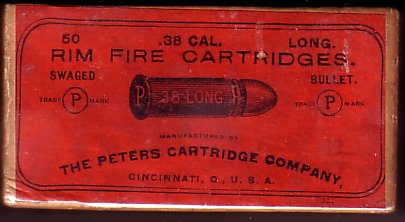 50 .38 CAL. LONG.
RIM FIRE CARTRIDGES.
SWAGED BULLET.
TRADE P MARK P .38 LONG. TRADE P MARK
MANUFACTURED BY
THE PETERS CARTRIDGE COMPANY,
CINCINNATI, O., U.S.A.